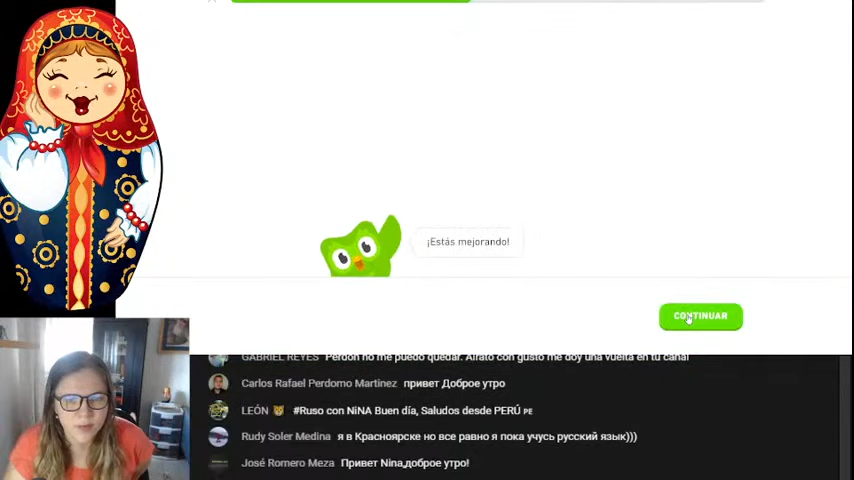 ¡Estás mejorando!
CONTINUAR
GABRIEL REYES Perdon no me puedo quedar. Alrato con gusto me doy una vuelta en tu canal
Carlos Rafael Perdomo Martinez привет Доброе утро
LEÓN 🐯 #Ruso con NiNA Buen día, Saludos desde PERÚ PE
Rudy Soler Medina я в Красноярске но все равно я пока учусь русский язык)))
José Romero Meza Привет Nina,доброе утро!